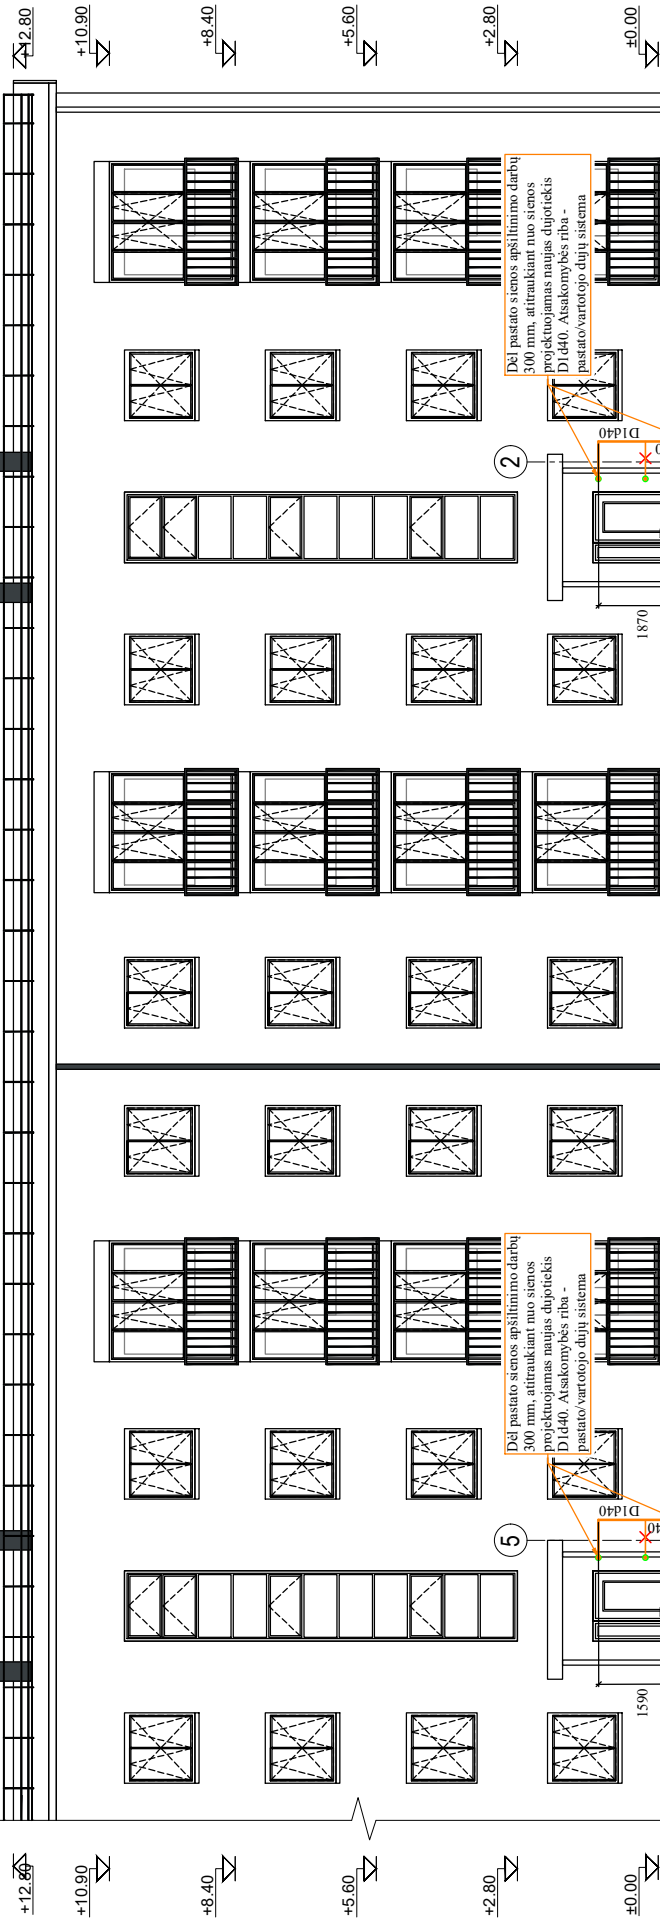 +12.80
+10.90
+8.40
+5.60
+2.80
±0.00
Dėl pastato sienos apšiltinimo darbų
300 mm, atitraukiant nuo sienos
projektuojamas naujas dujotiekis
D1d40. Atsakomybės riba -
pastato/vartotojo dujų sistema
D1d40
2
1870
Dėl pastato sienos apšiltinimo darbų
300 mm, atitraukiant nuo sienos
projektuojamas naujas dujotiekis
D1d40. Atsakomybės riba -
pastato/vartotojo dujų sistema
D1d40
40
5
1590
+12.80
+10.90
+8.40
+5.60
+2.80
±0.00